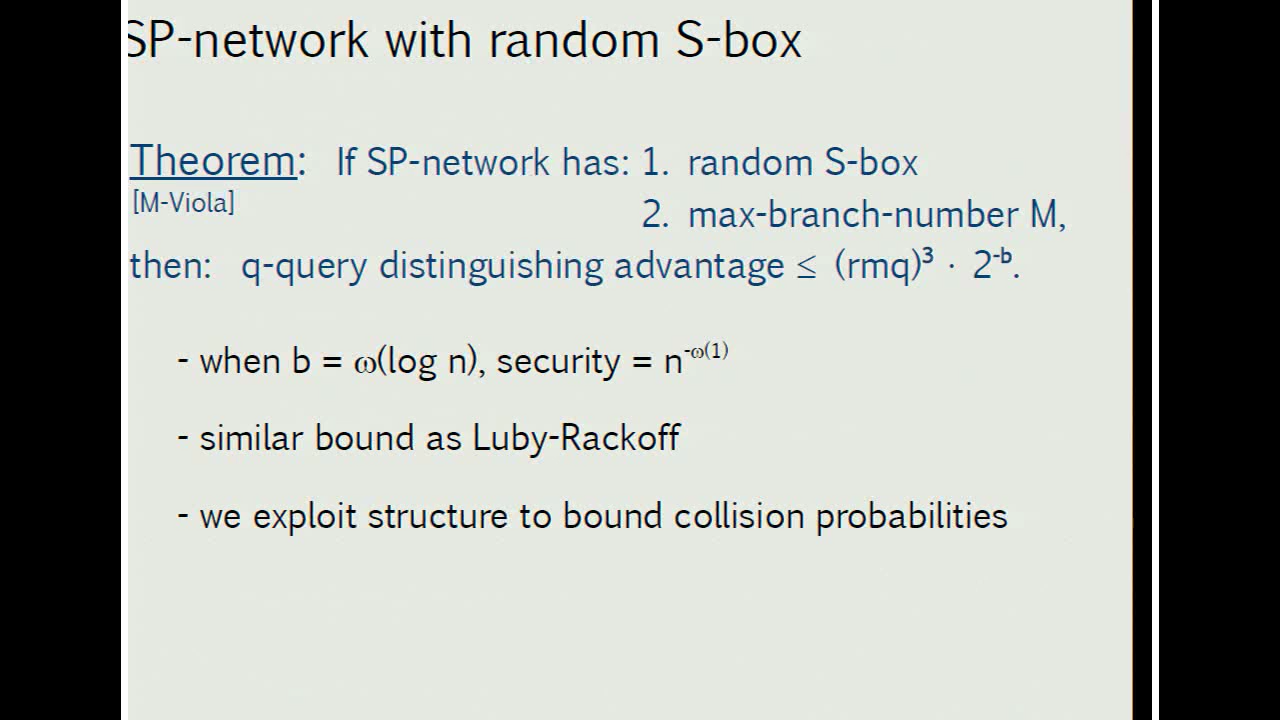 SP-network with random S-box
Theorem: If SP-network has: 1. random S-box
[M-Viola]
2. max-branch-number M,
then: q-query distinguishing advantage ≤ (rmq)³ · 2⁻ᵇ.
- when b = ω(log n), security = n^-ω(1)
- similar bound as Luby-Rackoff
- we exploit structure to bound collision probabilities